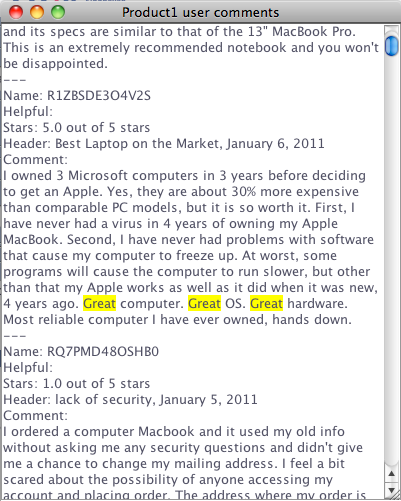 Product1 user comments
and its specs are similar to that of the 13" MacBook Pro.
This is an extremely recommended notebook and you won't
be disappointed.
---
Name: R1ZBSDE3O4V2S
Helpful:
Stars: 5.0 out of 5 stars
Header: Best Laptop on the Market, January 6, 2011
Comment:
I owned 3 Microsoft computers in 3 years before deciding
to get an Apple. Yes, they are about 30% more expensive
than comparable PC models, but it is so worth it. First, I
have never had a virus in 4 years of owning my Apple
MacBook. Second, I have never had problems with software
that cause my computer to freeze up. At worst, some
programs will cause the computer to run slower, but other
than that my Apple works as well as it did when it was new,
4 years ago. Great computer. Great OS. Great hardware.
Most reliable computer I have ever owned, hands down.
---
Name: RQ7PMD48OSHB0
Helpful:
Stars: 1.0 out of 5 stars
Header: lack of security, January 5, 2011
Comment:
I ordered a computer Macbook and it used my old info
without asking me any security questions and didn't give
me a chance to change my mailing address. I feel a bit
scared about the possibility of anyone accessing my
account and placing order. The address where my order is